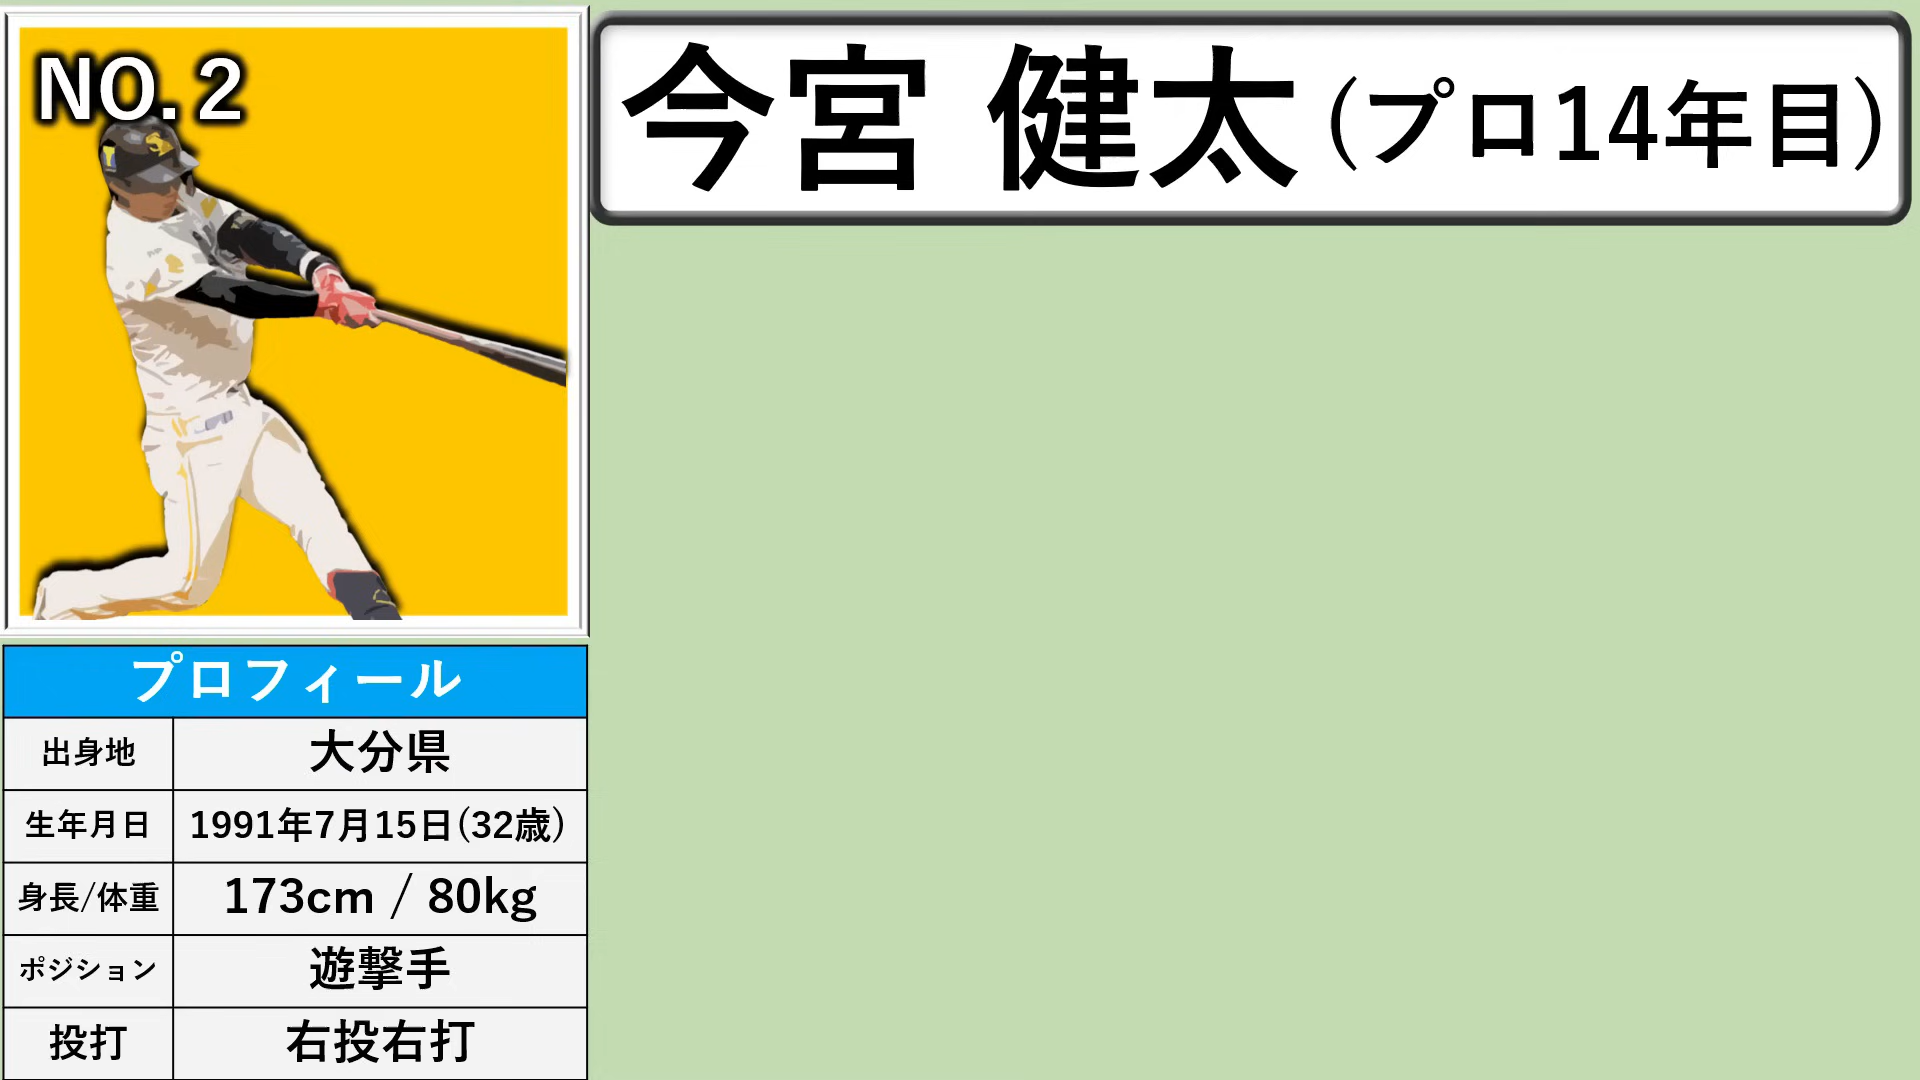 NO.2
今宮 健太(プロ14年目)
プロフィール
出身地 大分県
生年月日 1991年7月15日(32歳)
身長/体重 173cm / 80kg
ポジション 遊撃手
投打 右投右打